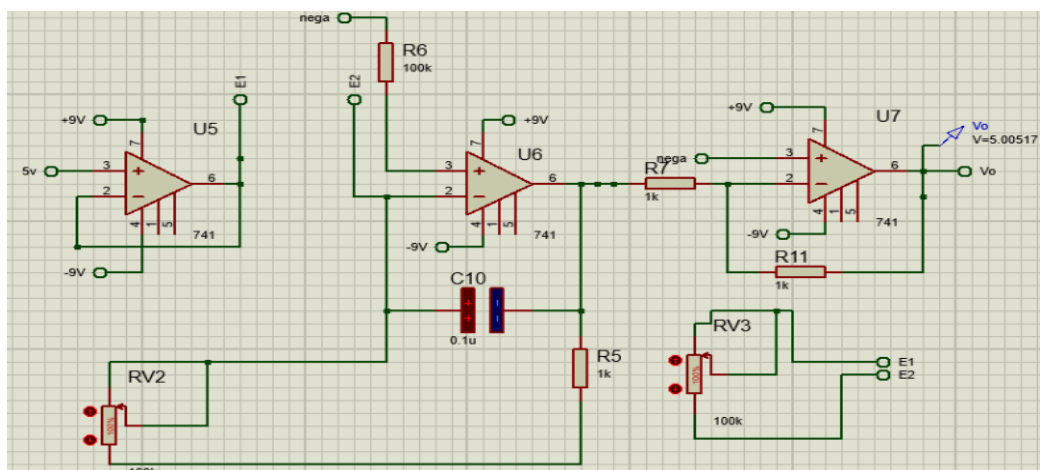 nega
R6
100k
E1
E2
+9V
U5
7
5v
3
2
6
4
1
5
741
-9V
+9V
7
U6
3
2
6
4
1
5
741
-9V
C10
0.1u
R5
1k
RV2
100%
+9V
U7
7
nega
3
R7
1k
2
6
4
1
5
741
-9V
R11
1k
Vo
V=5.00517
Vo
RV3
100%
100k
E1
E2